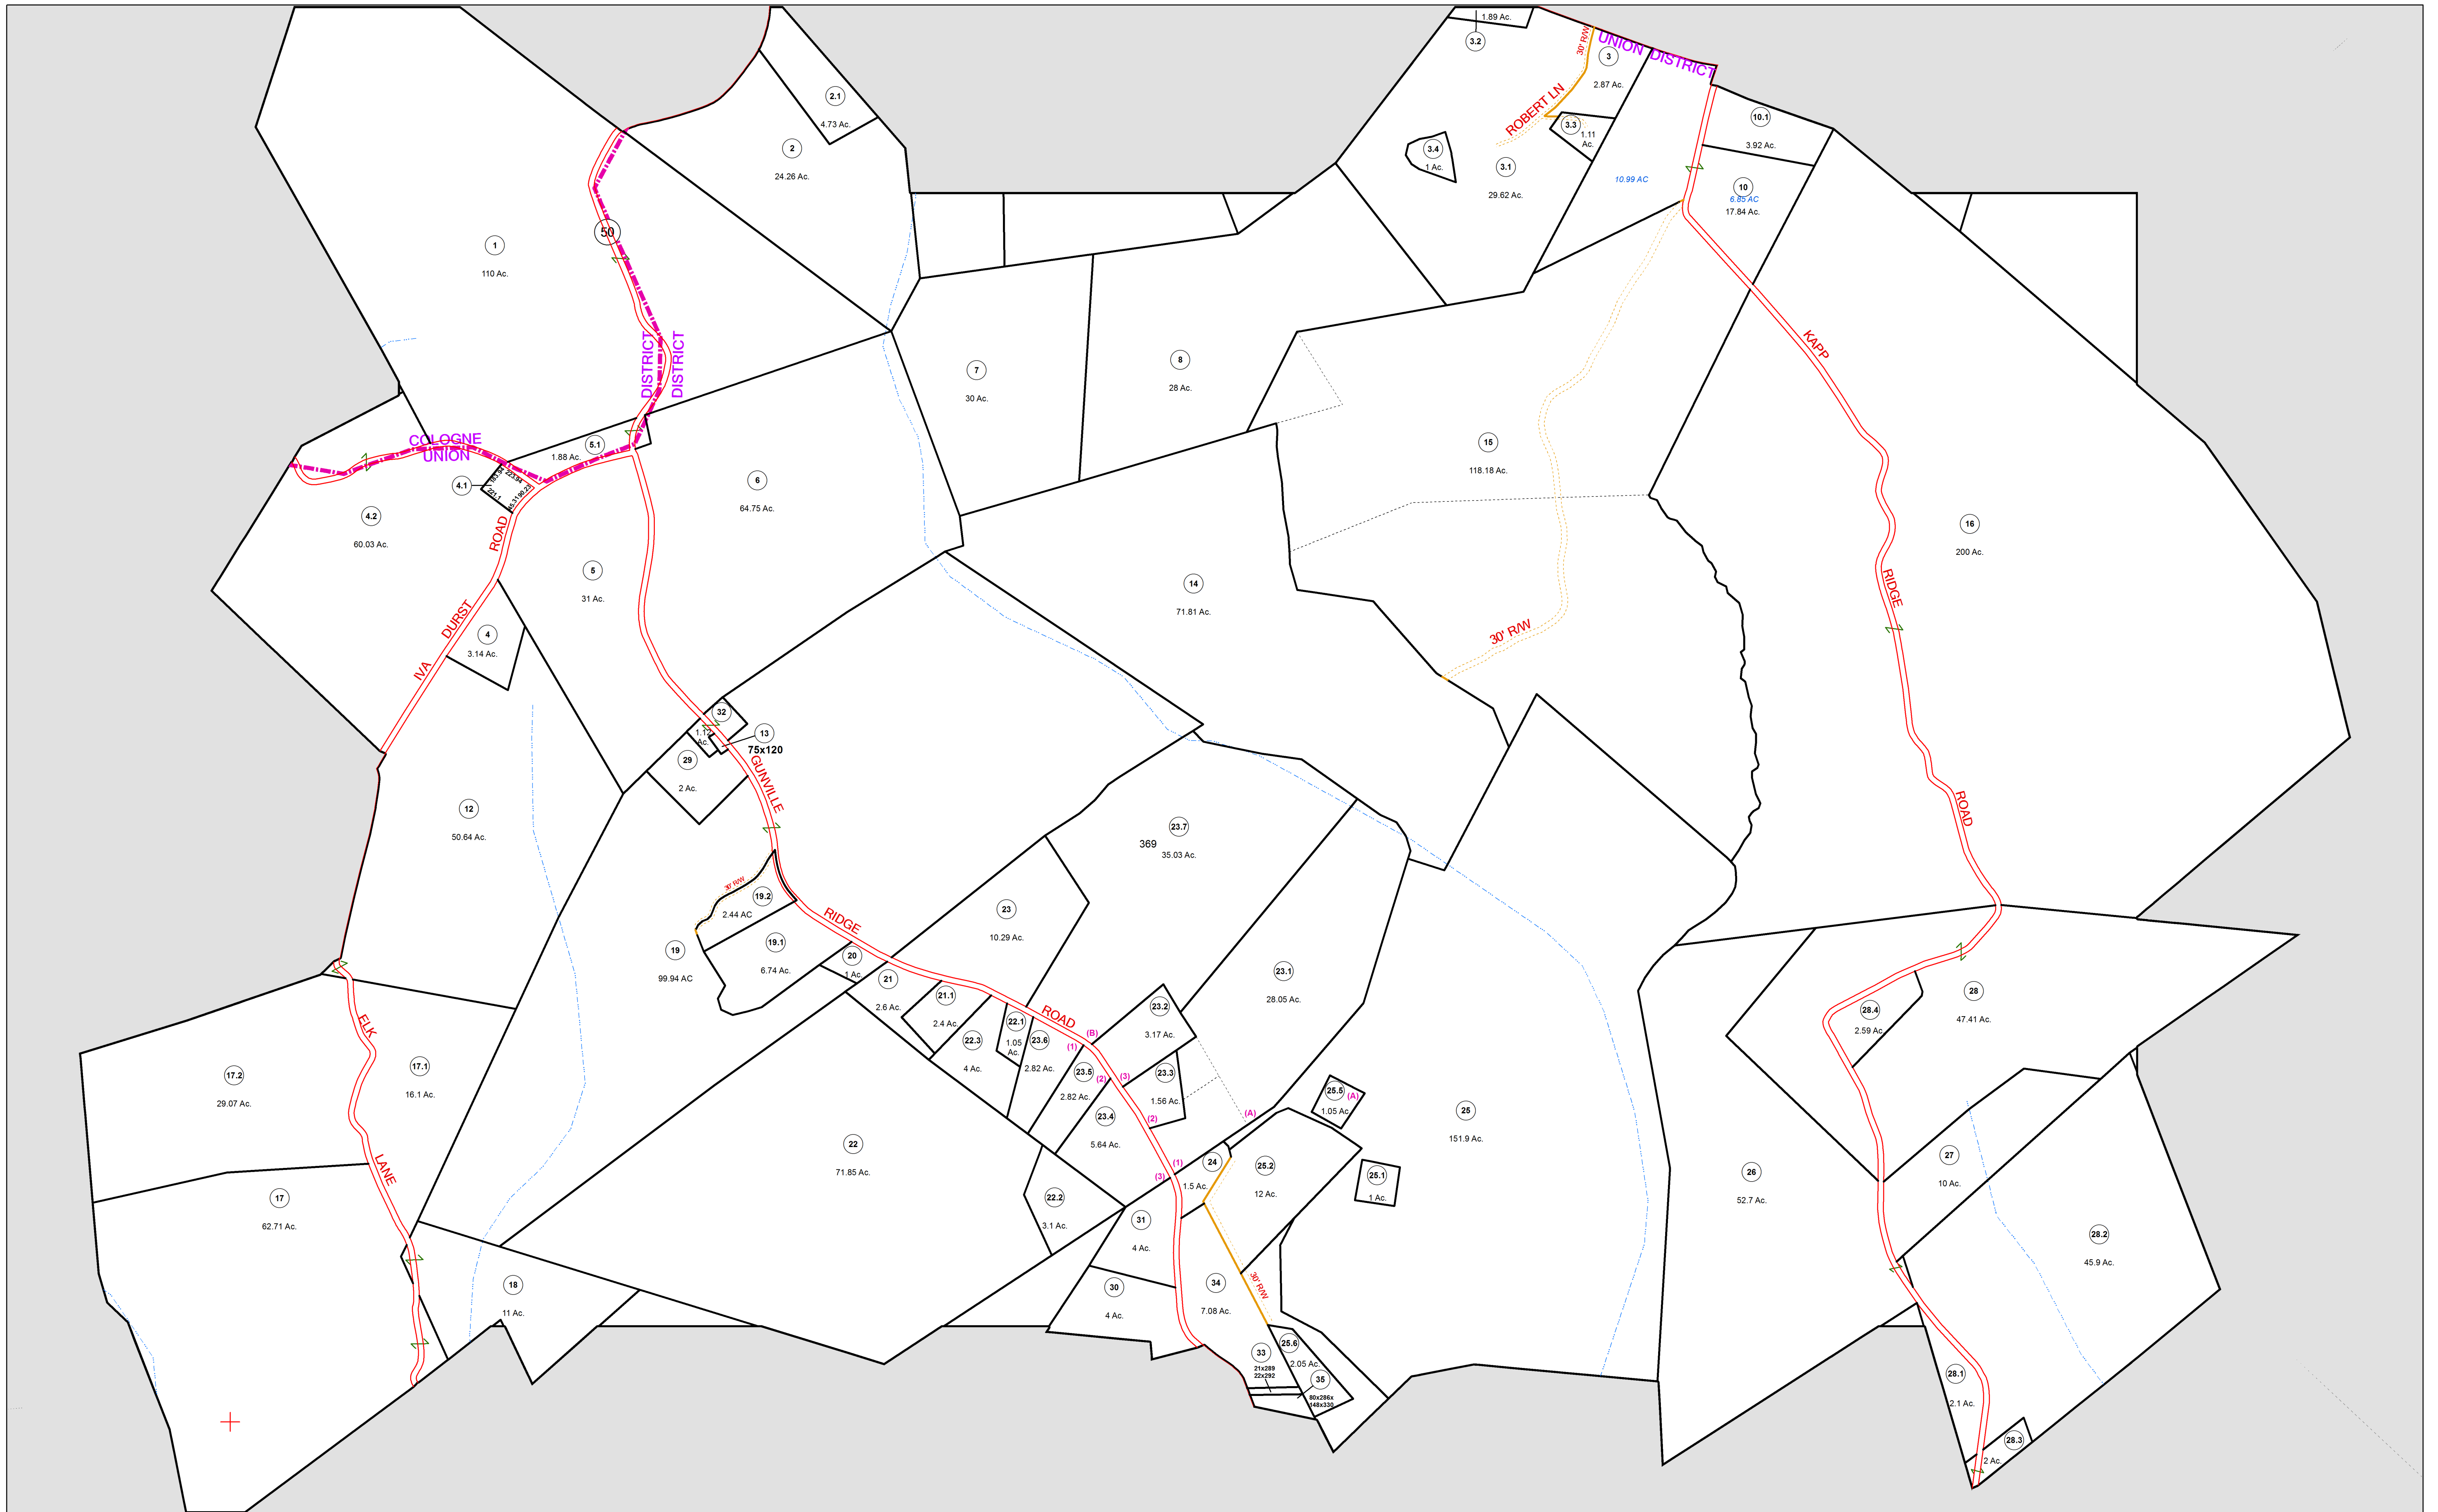 1.89 Ac.
3.2
30' R/W
UNION DISTRICT
3
2.87 Ac.
ROBERT LN
3.3
1.11
Ac.
3.4
1 Ac.
3.1
29.62 Ac.
10.99 AC
10.1
3.92 Ac.
10
6.85 AC
17.84 Ac.
2.1
4.73 Ac.
2
24.26 Ac.
50
1
110 Ac.
DISTRICT
DISTRICT
7
30 Ac.
8
28 Ac.
KAPP
RIDGE
ROAD
15
118.18 Ac.
16
200 Ac.
COLOGNE
UNION
5.1
1.88 Ac.
4.1
183.94
223.94
221.1
45.31
90.23
6
64.75 Ac.
4.2
60.03 Ac.
ROAD
DURST
IVA
5
31 Ac.
4
3.14 Ac.
14
71.81 Ac.
30' R/W
32
1.12
Ac.
13
75x120
29
2 Ac.
GUNVILLE
RIDGE
ROAD
12
50.64 Ac.
23.7
369
35.03 Ac.
30' R/W
19.2
2.44 AC
19
99.94 AC
19.1
6.74 Ac.
20
1 Ac.
23
10.29 Ac.
21
2.6 Ac.
21.1
2.4 Ac.
22.3
4 Ac.
22.1
1.05
Ac.
23.6
2.82 Ac.
(B)
(1)
23.2
3.17 Ac.
23.1
28.05 Ac.
23.5
2.82 Ac.
(2)
(3)
23.3
1.56 Ac.
23.4
5.64 Ac.
(2)
(A)
(1)
(3)
25.5
(A)
1.05 Ac.
25
151.9 Ac.
28
47.41 Ac.
28.4
2.59 Ac.
ELK
LANE
17.2
29.07 Ac.
17.1
16.1 Ac.
17
62.71 Ac.
22
71.85 Ac.
22.2
3.1 Ac.
24
1.5 Ac.
25.2
12 Ac.
25.1
1 Ac.
26
52.7 Ac.
27
10 Ac.
28.2
45.9 Ac.
31
4 Ac.
30
4 Ac.
34
7.08 Ac.
30' R/W
18
11 Ac.
33
21x289
22x292
25.6
2.05 Ac.
35
80x286x
148x330
28.1
2.1 Ac.
28.3
2 Ac.